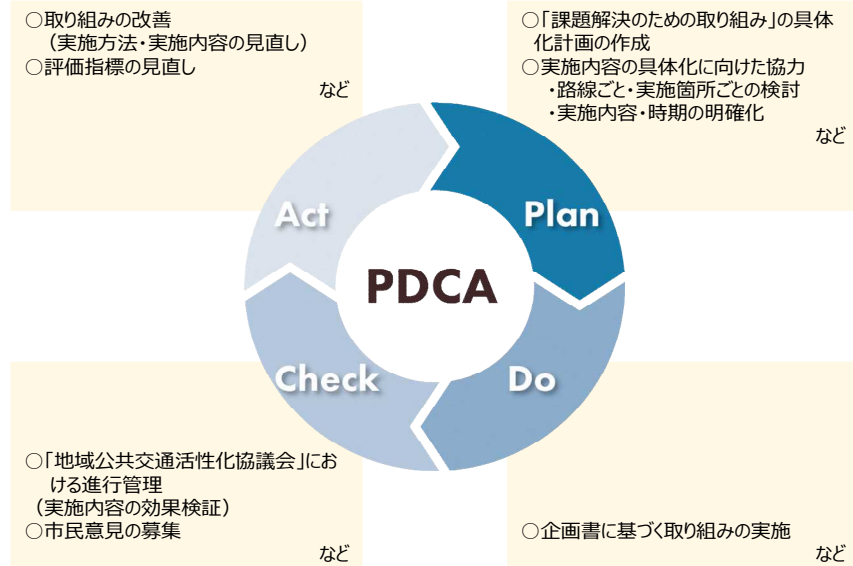 ○取り組みの改善
（実施方法・実施内容の見直し）
○評価指標の見直し
など
○「課題解決のための取り組み」の具体
化計画の作成
○実施内容の具体化に向けた協力
・路線ごと・実施箇所ごとの検討
・実施内容・時期の明確化
など
Act
Plan
PDCA
Check
Do
○「地域公共交通活性化協議会」にお
ける進行管理
（実施内容の効果検証）
○市民意見の募集
など
○企画書に基づく取り組みの実施
など